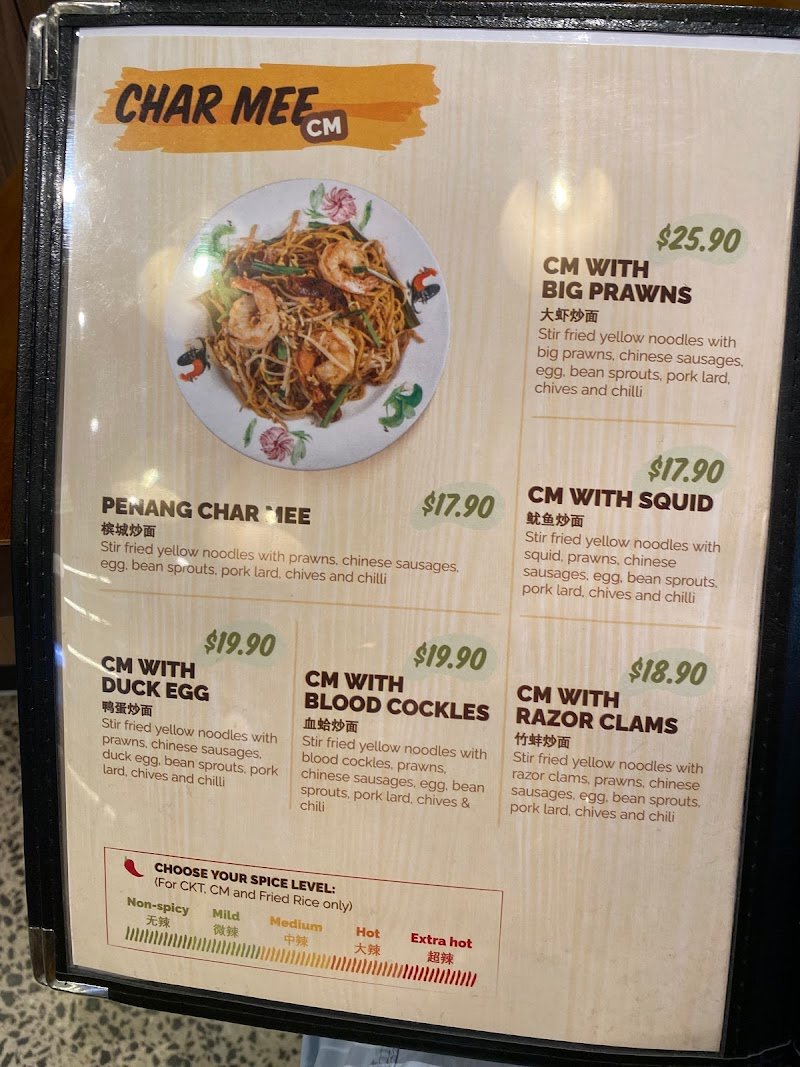 CHAR MEE
CM
$25.90
CM WITH
BIG PRAWNS
大虾炒面
Stir fried yellow noodles with
big prawns, chinese sausages,
egg, bean sprouts, pork lard,
chives and chilli
PENANG CHAR MEE
$17.90
槟城炒面
Stir fried yellow noodles with prawns, chinese sausages,
egg, bean sprouts, pork lard, chives and chilli
$17.90
CM WITH SQUID
鱿鱼炒面
Stir fried yellow noodles with
squid, prawns, chinese
sausages, egg, bean sprouts,
pork lard, chives and chilli
$19.90
CM WITH
DUCK EGG
鸭蛋炒面
Stir fried yellow noodles with
prawns, chinese sausages,
duck egg, bean sprouts, pork
lard, chives and chilli
$19.90
CM WITH
BLOOD COCKLES
血蛤炒面
Stir fried yellow noodles with
blood cockles, prawns,
chinese sausages, egg, bean
sprouts, pork lard, chives &
chili
$18.90
CM WITH
RAZOR CLAMS
竹蚌炒面
Stir fried yellow noodles with
razor clams, prawns, chinese
sausages, egg, bean sprouts,
pork lard, chives and chilli
CHOOSE YOUR SPICE LEVEL:
(For CKT, CM and Fried Rice only)
Non-spicy
无辣
Mild
微辣
Medium
中辣
Hot
大辣
Extra hot
超辣